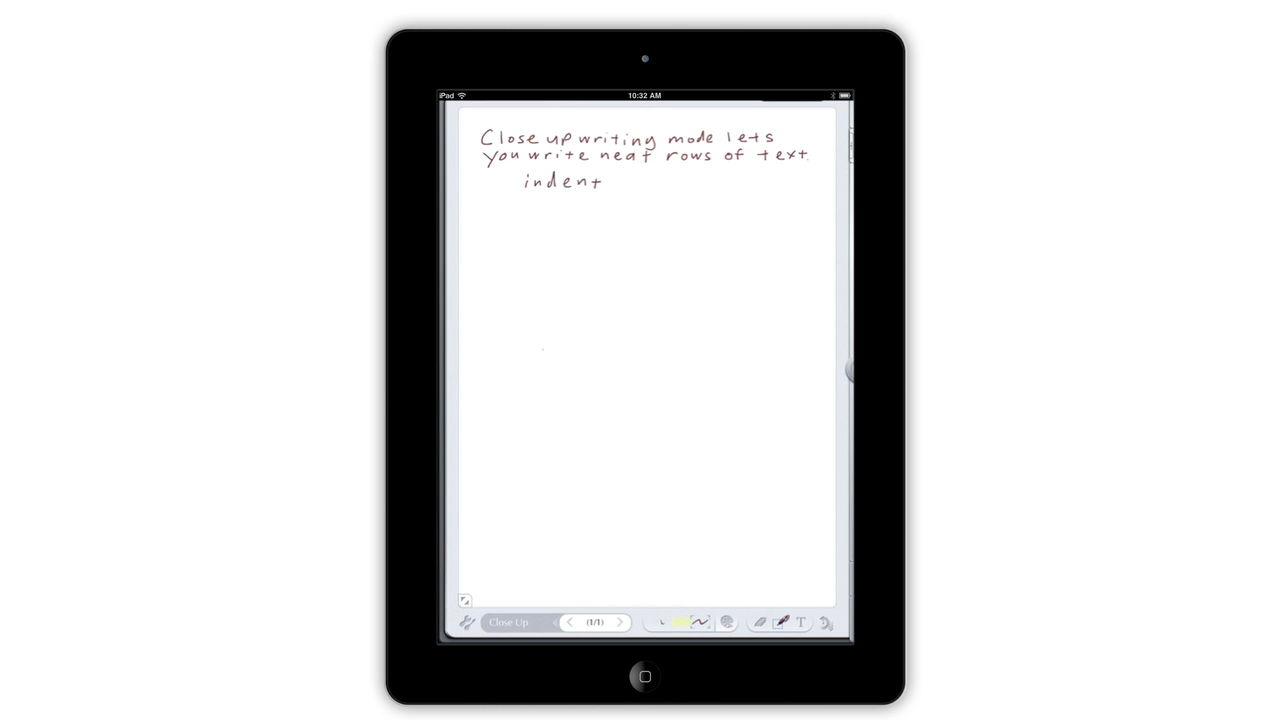 iPad 10:32 AM
Close up writing mode lets
you write neat rows of text.
indent
Close Up (1/1) T